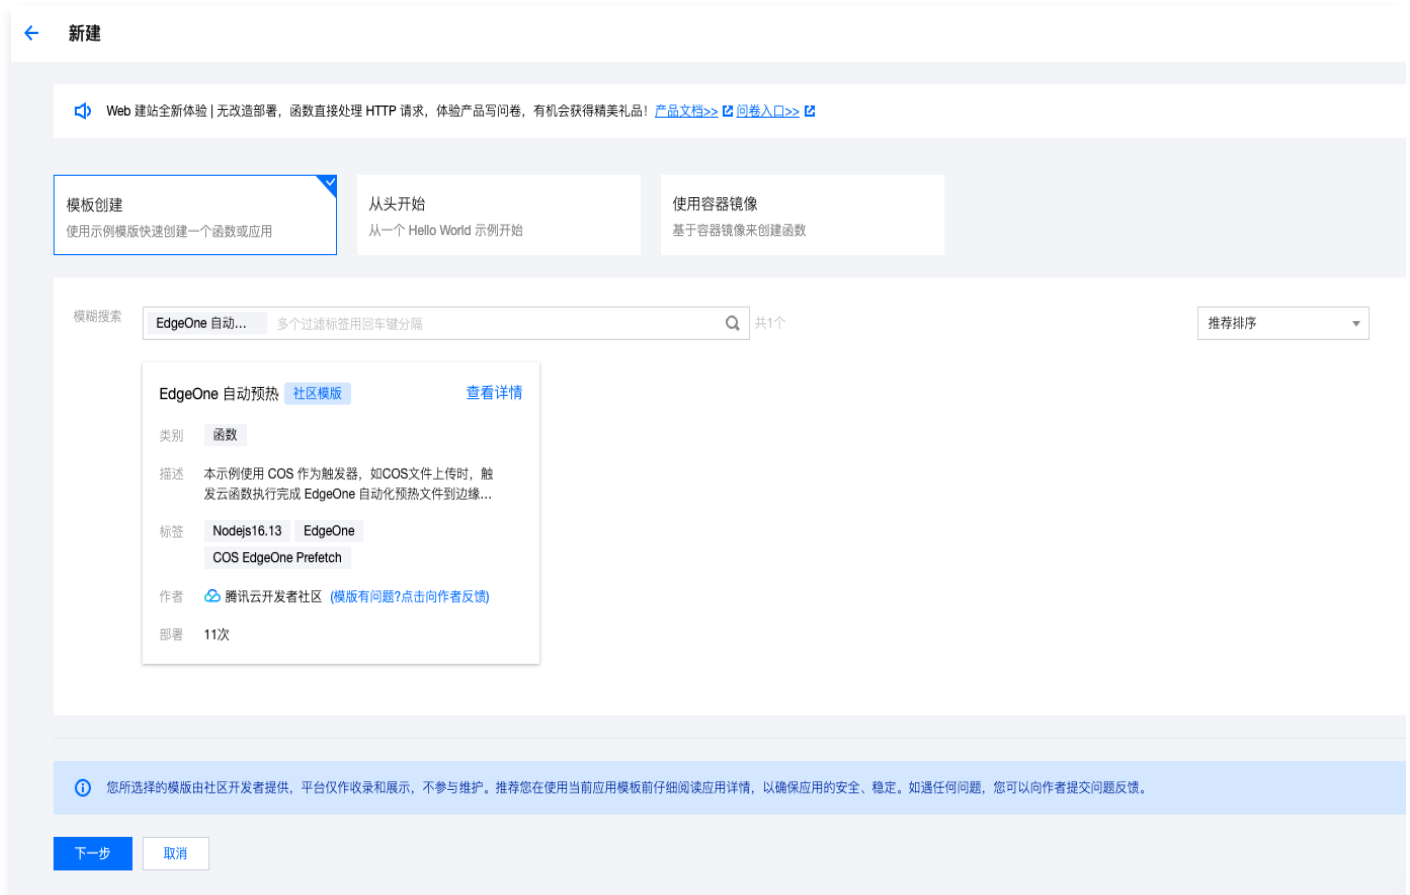 新建
Web 建站全新体验 | 无改造部署，函数直接处理 HTTP 请求，体验产品写问卷，有机会获得精美礼品！产品文档>> 问卷入口>>
模板创建
使用示例模版快速创建一个函数或应用
从头开始
从一个 Hello World 示例开始
使用容器镜像
基于容器镜像来创建函数
模糊搜索
EdgeOne 自动...
多个过滤标签用回车键分隔
共1个
推荐排序
EdgeOne 自动预热 社区模版 查看详情
类别 函数
描述 本示例使用 COS 作为触发器，如COS文件上传时，触
发云函数执行完成 EdgeOne 自动化预热文件到边缘...
标签 Nodejs16.13 EdgeOne
COS EdgeOne Prefetch
作者 腾讯云开发者社区 (模版有问题?点击向作者反馈)
部署 11次
您所选择的模版由社区开发者提供，平台仅作收录和展示，不参与维护。推荐您在使用当前应用模板前仔细阅读应用详情，以确保应用的安全、稳定。如遇任何问题，您可以向作者提交问题反馈。
下一步 取消